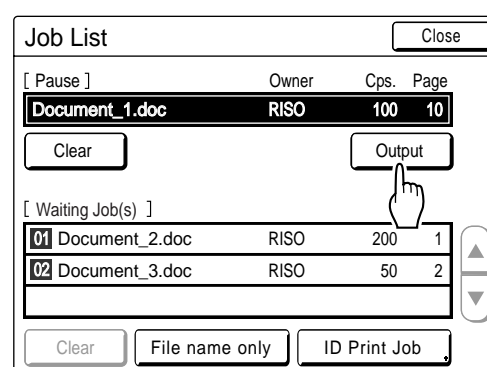 Job List Close
[ Pause ] Owner Cps. Page
Document_1.doc RISO 100 10
Clear Output
[ Waiting Job(s) ]
01 Document_2.doc RISO 200 1
02 Document_3.doc RISO 50 2
Clear File name only ID Print Job